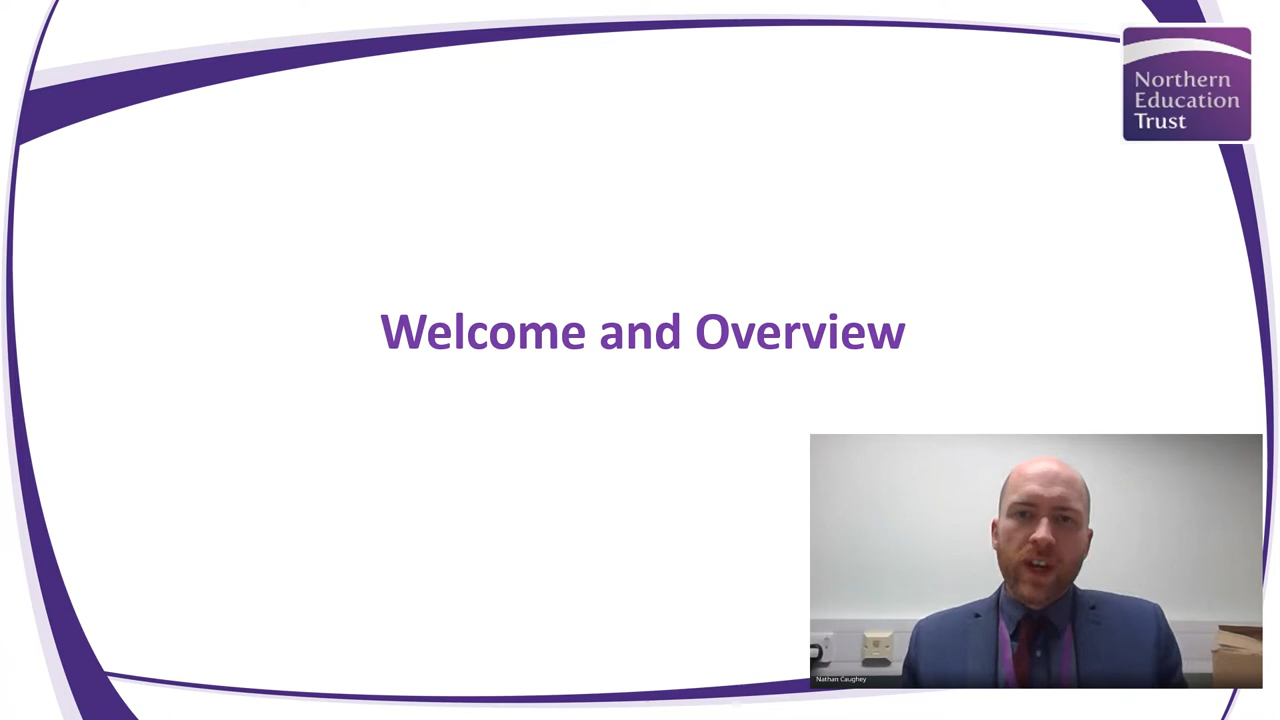 Northern
Education
Trust
Welcome and Overview
Nathan Caughey